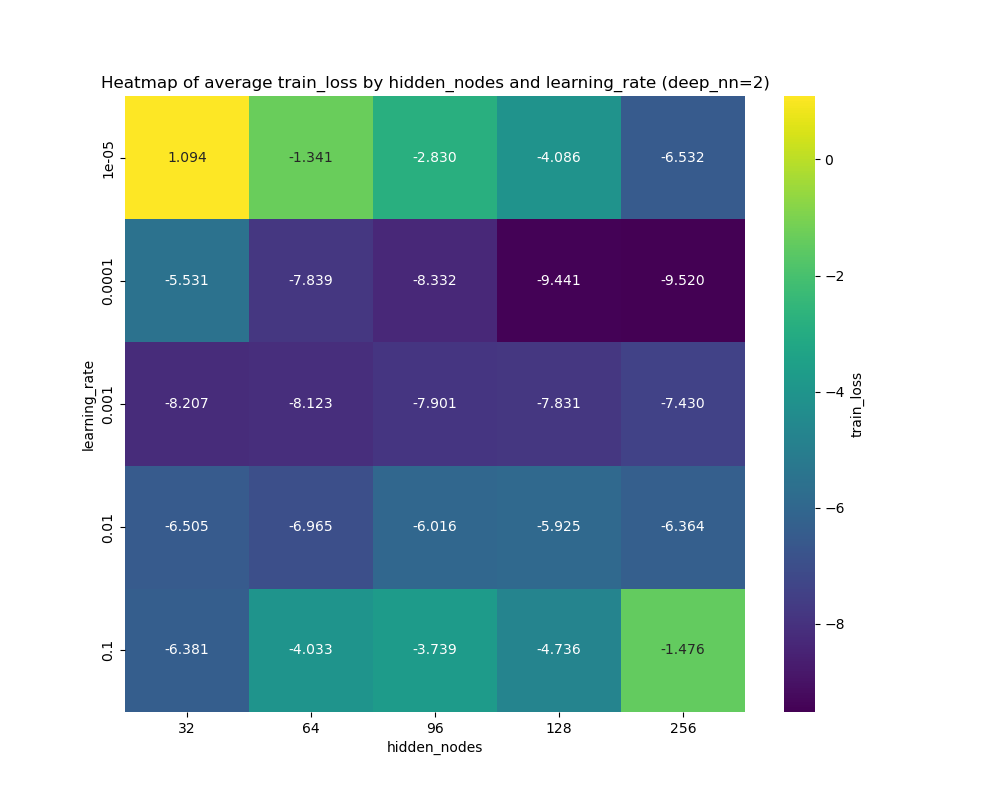 Heatmap of average train_loss by hidden_nodes and learning_rate (deep_nn=2)
1e-05 1.094 -1.341 -2.830 -4.086 -6.532
0.0001 -5.531 -7.839 -8.332 -9.441 -9.520
0.001 -8.207 -8.123 -7.901 -7.831 -7.430
0.01 -6.505 -6.965 -6.016 -5.925 -6.364
0.1 -6.381 -4.033 -3.739 -4.736 -1.476
32 64 96 128 256
hidden_nodes
learning_rate
0
−2
−4
−6
−8
train_loss